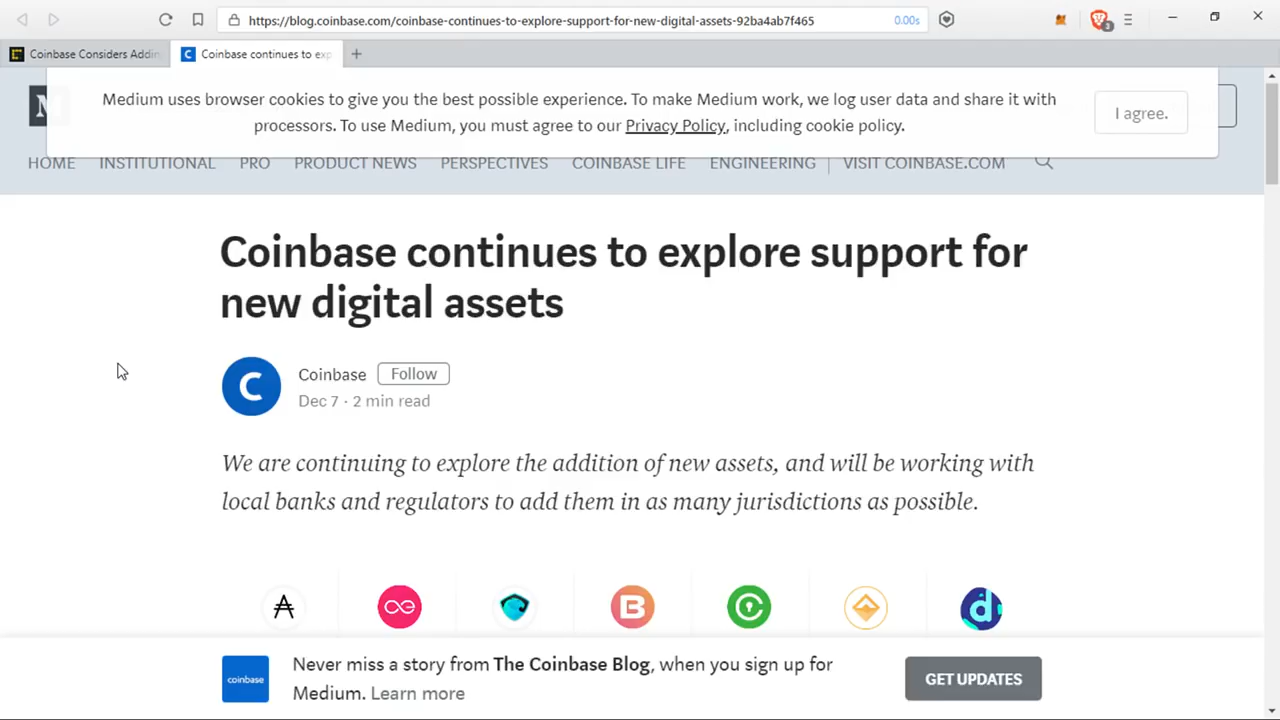 https://blog.coinbase.com/coinbase-continues-to-explore-support-for-new-digital-assets-92ba4ab7f465
0.00s
3
Coinbase Considers Addin
Coinbase continues to exp
Medium uses browser cookies to give you the best possible experience. To make Medium work, we log user data and share it with
processors. To use Medium, you must agree to our Privacy Policy, including cookie policy.
I agree.
HOME INSTITUTIONAL PRO PRODUCT NEWS PERSPECTIVES COINBASE LIFE ENGINEERING VISIT COINBASE.COM
Coinbase continues to explore support for
new digital assets
Coinbase Follow
Dec 7 · 2 min read
We are continuing to explore the addition of new assets, and will be working with
local banks and regulators to add them in as many jurisdictions as possible.
coinbase
Never miss a story from The Coinbase Blog, when you sign up for
Medium. Learn more
GET UPDATES